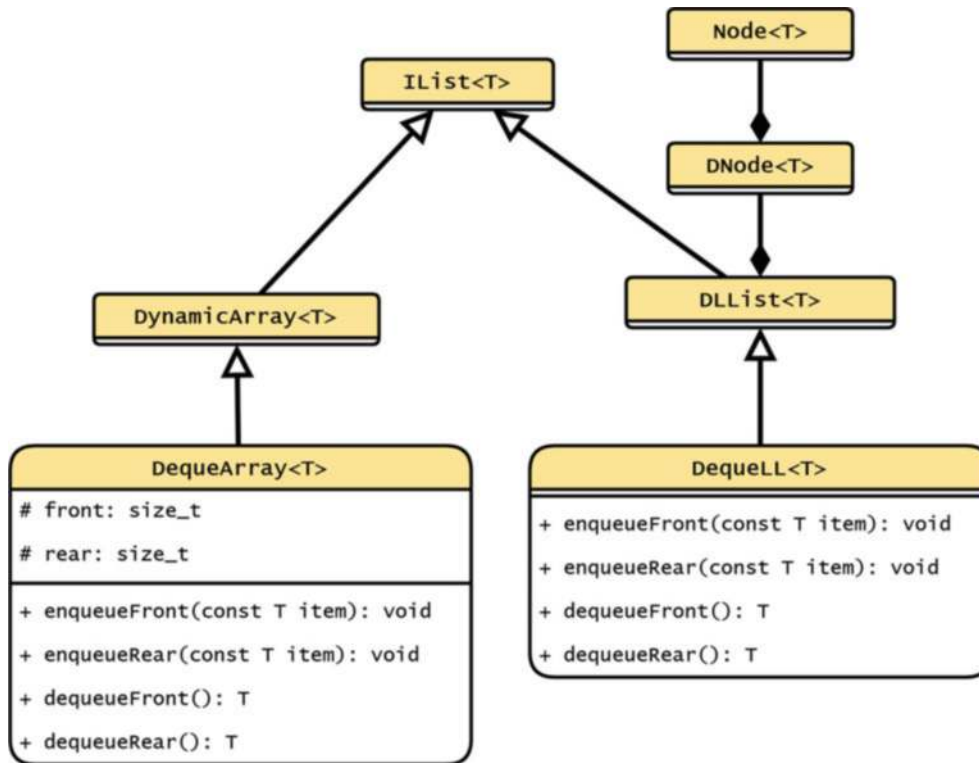 Node<T>
IList<T>
DNode<T>
DynamicArray<T>
DLList<T>
DequeArray<T>
# front: size_t
# rear: size_t
+ enqueueFront(const T item): void
+ enqueueRear(const T item): void
+ dequeueFront(): T
+ dequeueRear(): T
DequeLL<T>
+ enqueueFront(const T item): void
+ enqueueRear(const T item): void
+ dequeueFront(): T
+ dequeueRear(): T